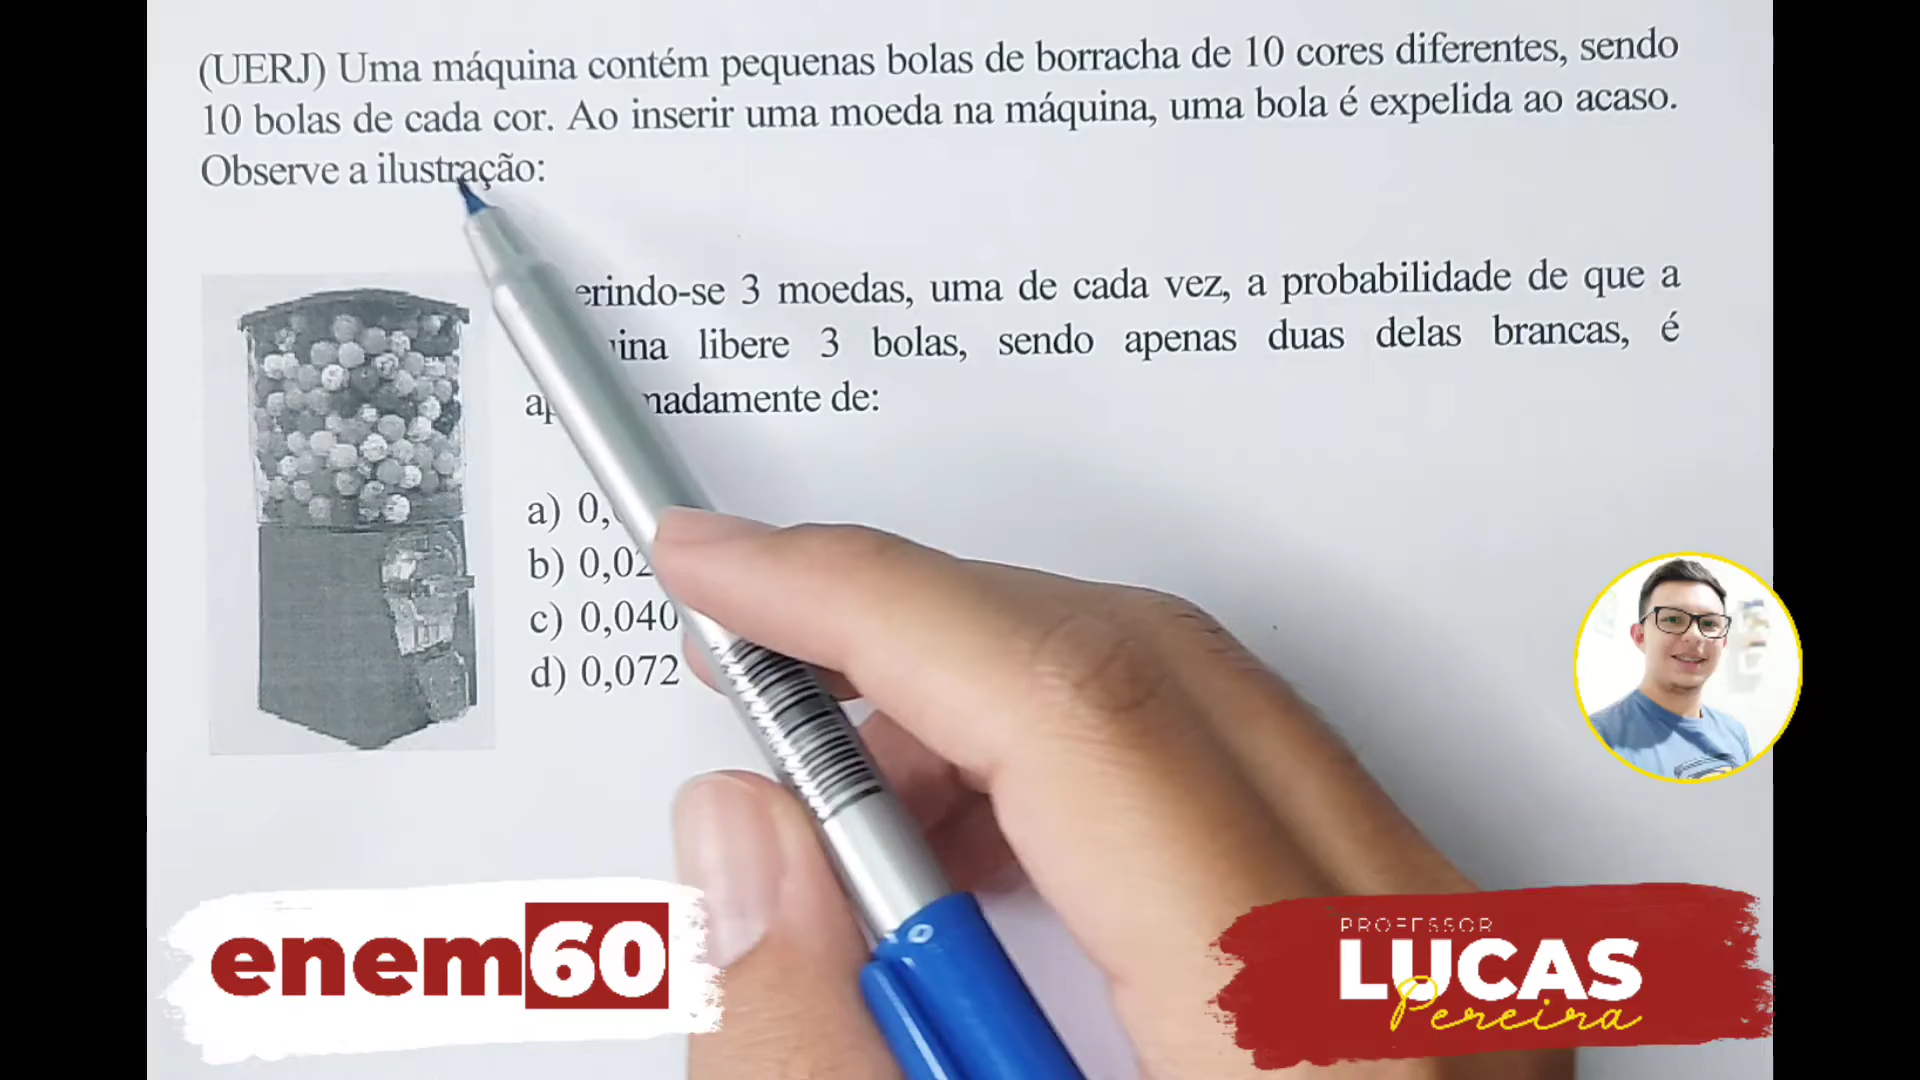 (UERJ) Uma máquina contém pequenas bolas de borracha de 10 cores diferentes, sendo
10 bolas de cada cor. Ao inserir uma moeda na máquina, uma bola é expelida ao acaso.
Observe a ilustração:
erindo-se 3 moedas, uma de cada vez, a probabilidade de que a
ina libere 3 bolas, sendo apenas duas delas brancas, é
madamente de:
a) 0,
b) 0,02
c) 0,040
d) 0,072
enem60
PROFESSOR
LUCAS
Pereira